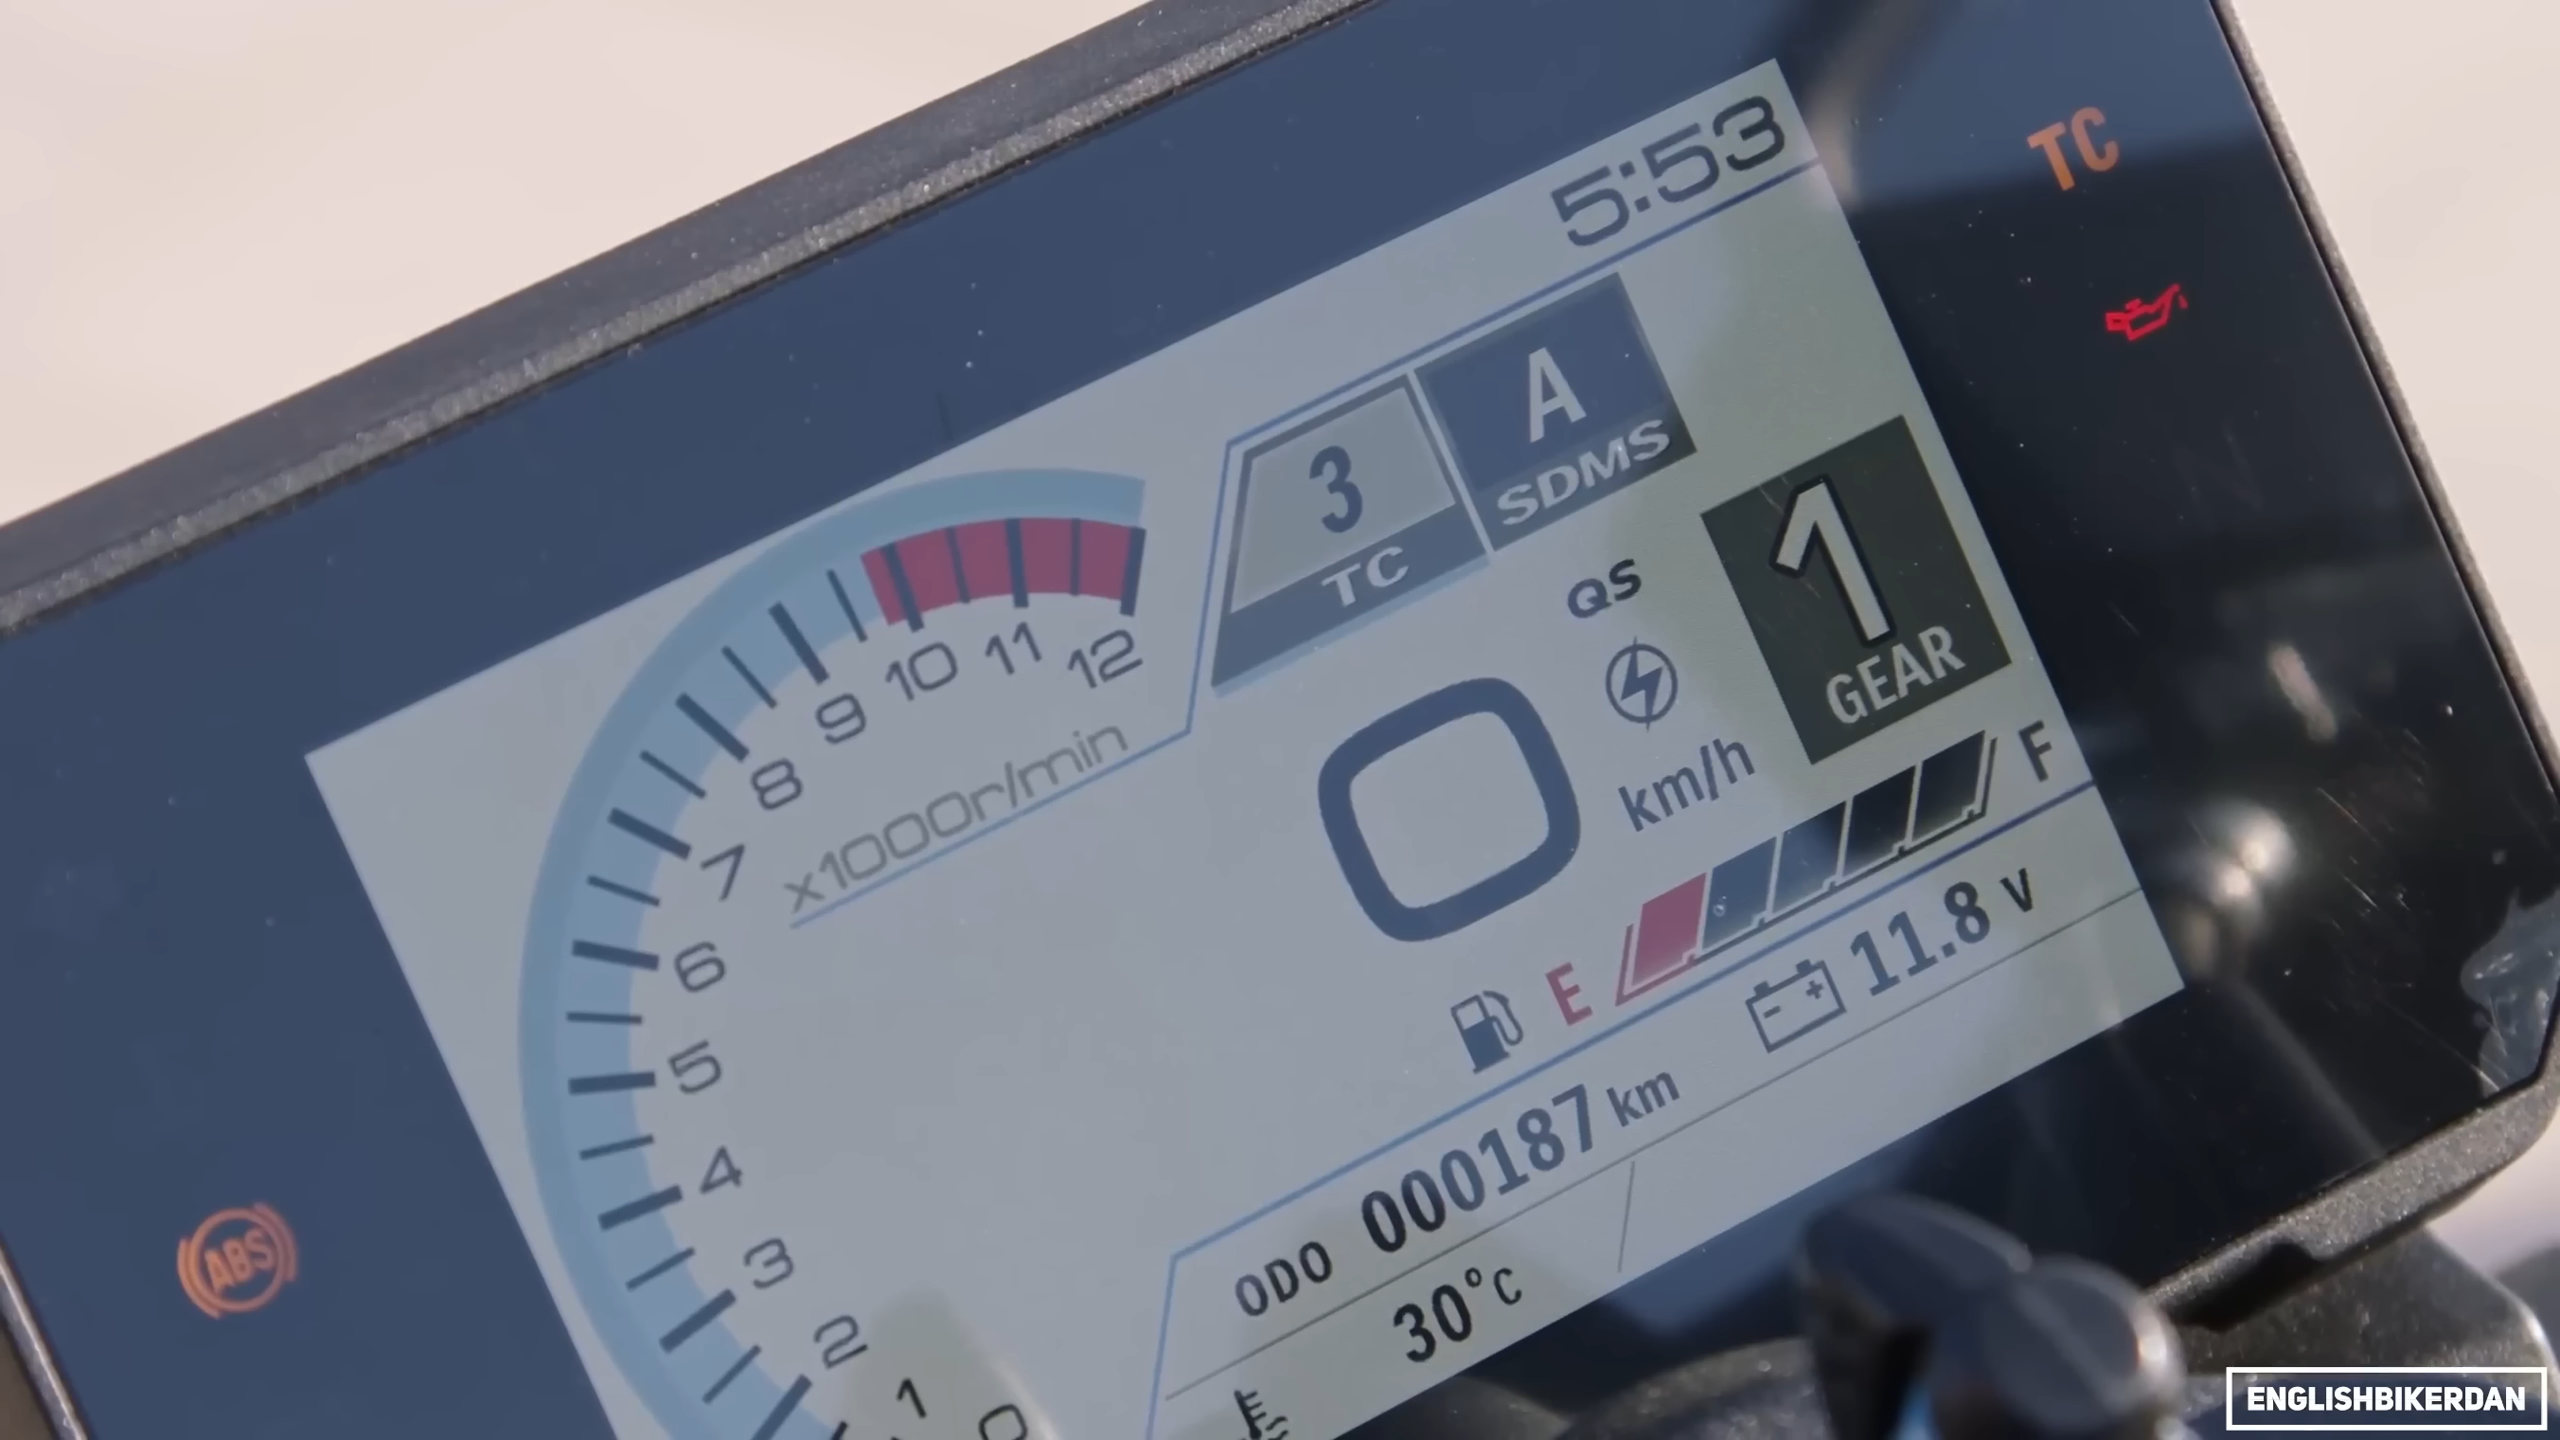 5:53
TC
3
TC
A
SDMS
QS
1
GEAR
12
11
10
9
8
7
6
5
4
3
2
1
0
x1000r/min
0
km/h
E
F
ODO 000187 km
11.8 V
30°C
ABS
ENGLISHBIKERDAN